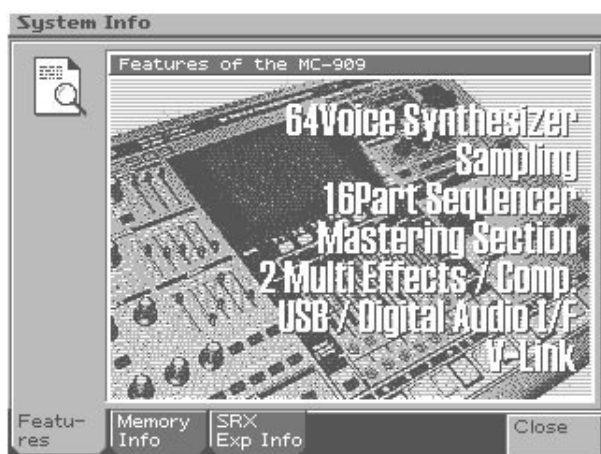 System Info
Features of the MC-909
64Voice Synthesizer
Sampling
16Part Sequencer
Mastering Section
2 Multi Effects / Comp.
USB / Digital Audio I/F
V-Link
Featu-
res
Memory
Info
SRX
Exp Info
Close